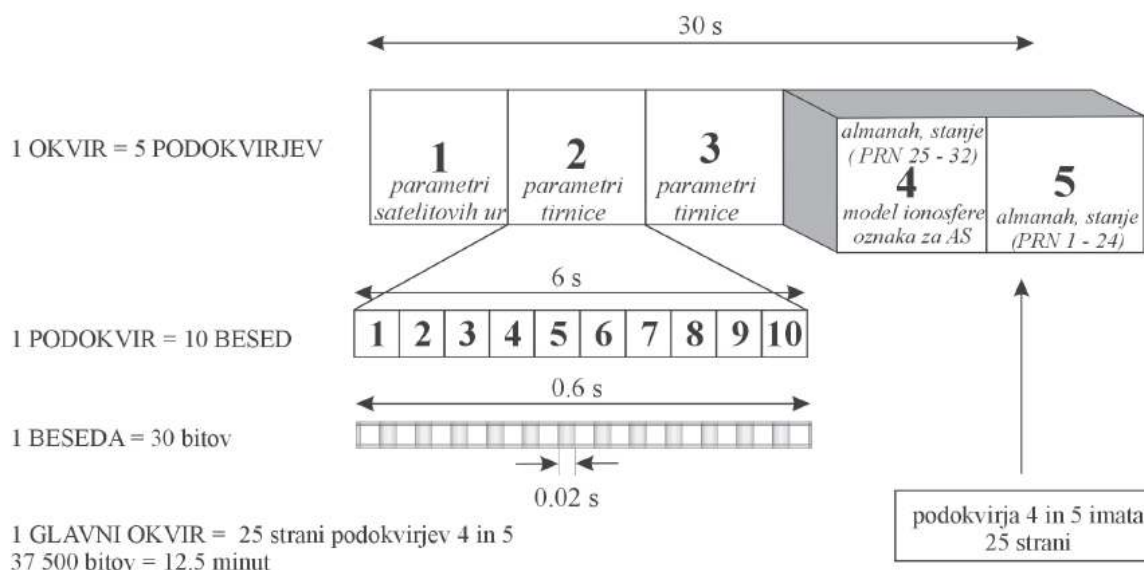 30 s
1 OKVIR = 5 PODOKVIRJEV
1
parametri
satelitovih ur
2
parametri
tirnice
3
parametri
tirnice
almanah, stanje
(PRN 25 - 32)
4
model ionosfere
oznaka za AS
5
almanah, stanje
(PRN 1 - 24)
6 s
1 PODOKVIR = 10 BESED
1 2 3 4 5 6 7 8 9 10
0.6 s
1 BESEDA = 30 bitov
0.02 s
1 GLAVNI OKVIR = 25 strani podokvirjev 4 in 5
37 500 bitov = 12.5 minut
podokvirja 4 in 5 imata
25 strani